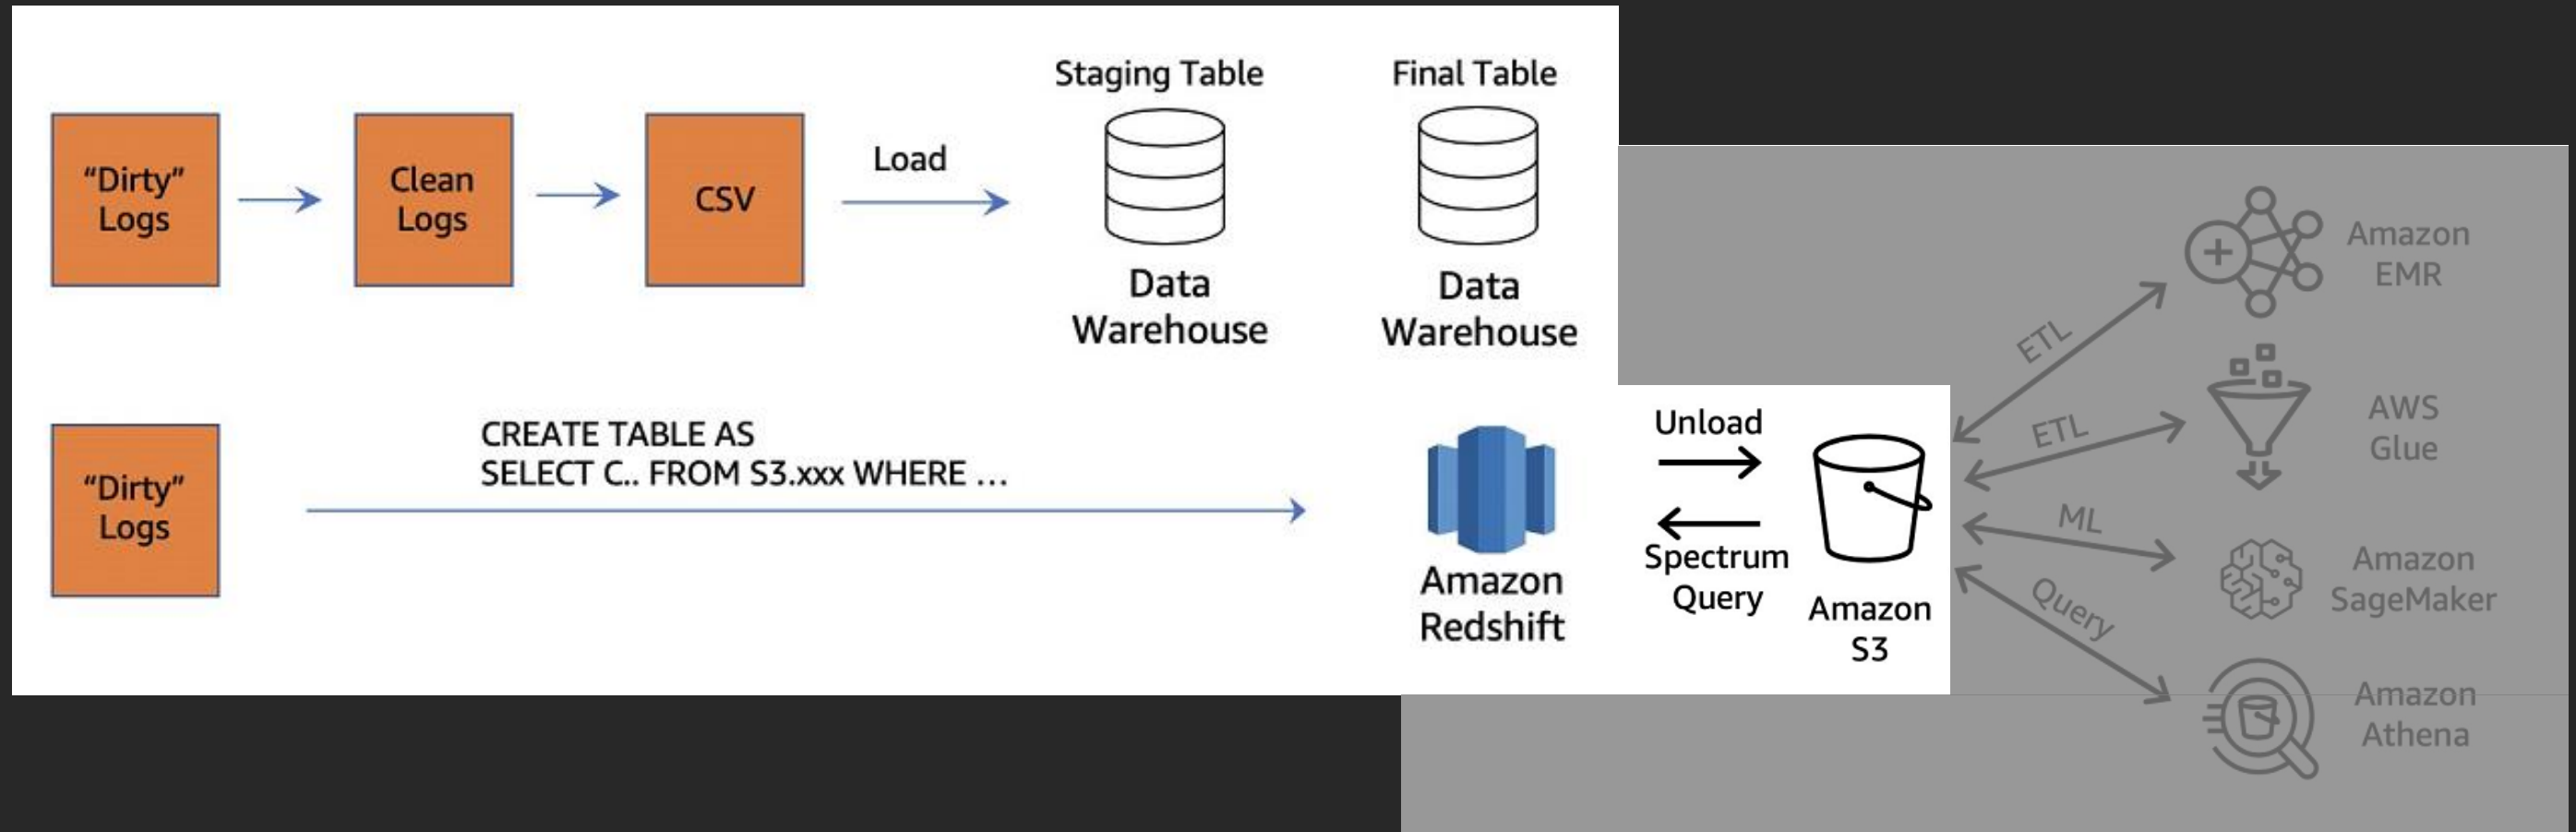 Staging Table
Final Table
“Dirty”
Logs
Clean
Logs
CSV
Load
Data
Warehouse
Data
Warehouse
“Dirty”
Logs
CREATE TABLE AS
SELECT C.. FROM S3.xxx WHERE ...
Amazon
Redshift
Unload
Spectrum
Query
Amazon
S3
ETL
Amazon
EMR
ETL
AWS
Glue
ML
Amazon
SageMaker
Query
Amazon
Athena